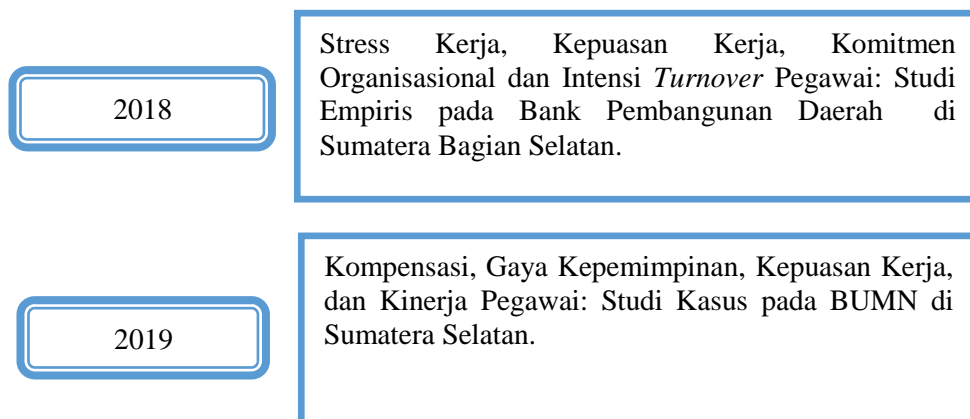 2018
Stress Kerja, Kepuasan Kerja, Komitmen
Organisasional dan Intensi Turnover Pegawai: Studi
Empiris pada Bank Pembangunan Daerah di
Sumatera Bagian Selatan.
2019
Kompensasi, Gaya Kepemimpinan, Kepuasan Kerja,
dan Kinerja Pegawai: Studi Kasus pada BUMN di
Sumatera Selatan.